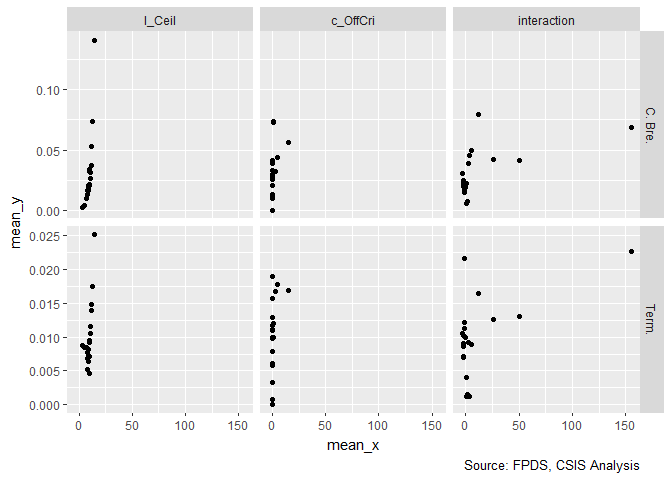 l_Ceil
c_OffCri
interaction
0.10
0.05
0.00
C. Bre.
mean_y
0.025
0.020
0.015
0.010
0.005
0.000
Term.
0 50 100 150
0 50 100 150
0 50 100 150
mean_x
Source: FPDS, CSIS Analysis